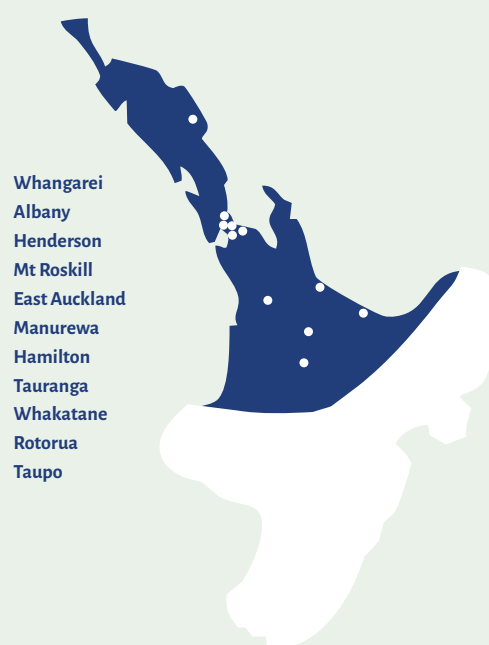 Whangarei
Albany
Henderson
Mt Roskill
East Auckland
Manurewa
Hamilton
Tauranga
Whakatane
Rotorua
Taupo